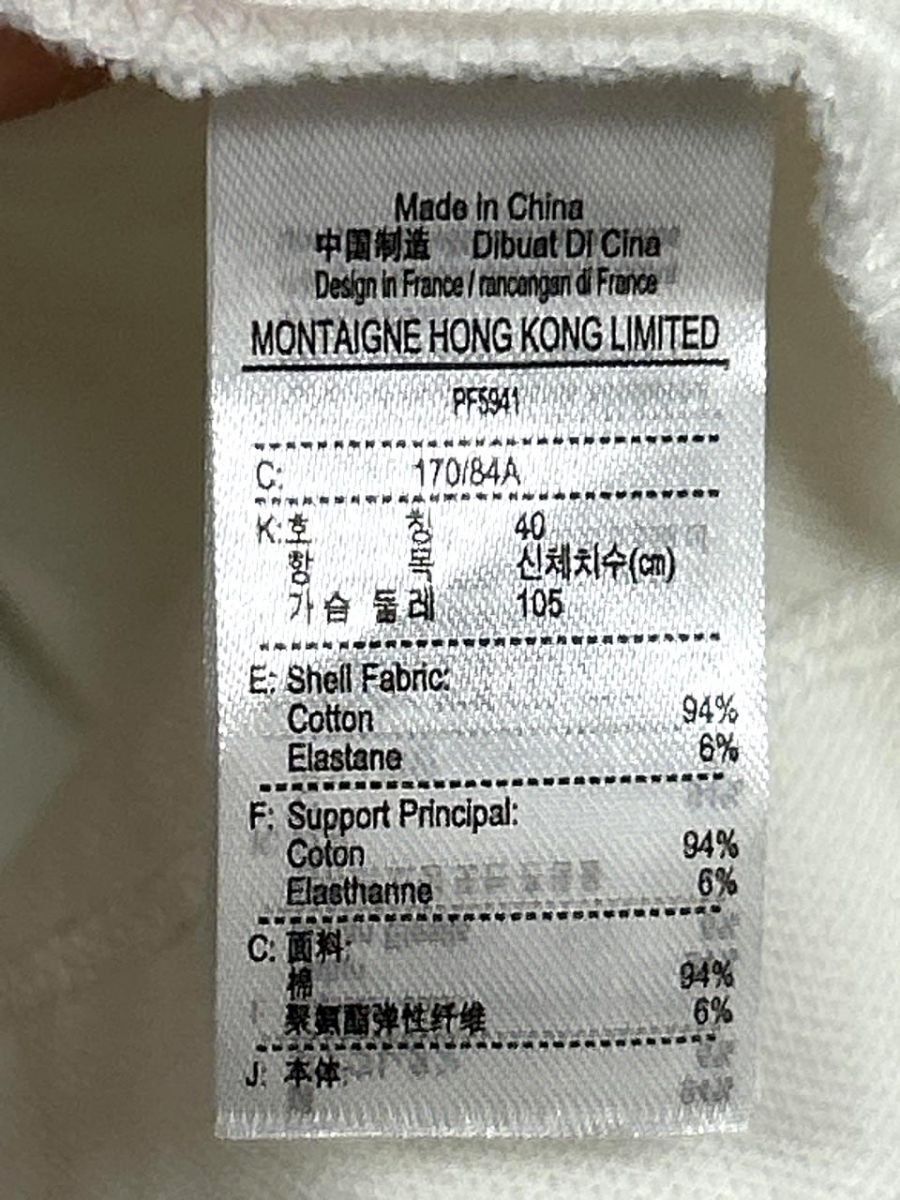 Made in China
中国制造 Dibuat Di Cina
Design in France / rancangan di France
MONTAIGNE HONG KONG LIMITED
PF5941
C: 170/84A
K: 호 칭 40
항 목 신체치수(cm)
가슴 둘레 105
E: Shell Fabric:
Cotton 94%
Elastane 6%
F: Support Principal:
Coton 94%
Elasthanne 6%
C: 面料:
棉 94%
聚氨酯弹性纤维 6%
J: 本体: